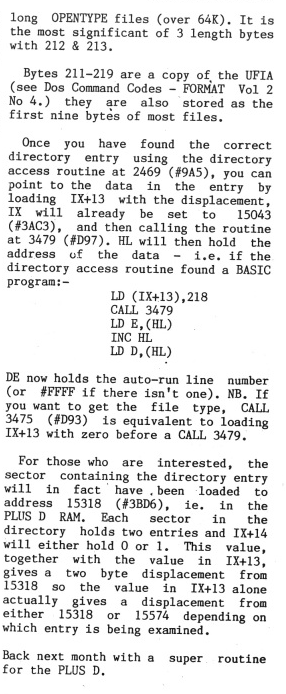 long OPENTYPE files (over 64K). It is
the most significant of 3 length bytes
with 212 & 213.
Bytes 211-219 are a copy of the UFIA
(see Dos Command Codes - FORMAT Vol 2
No 4.) they are also stored as the
first nine bytes of most files.
Once you have found the correct
directory entry using the directory
access routine at 2469 (#9A5), you can
point to the data in the entry by
loading IX+13 with the displacement,
IX will already be set to 15043
(#3AC3), and then calling the routine
at 3479 (#D97). HL will then hold the
address of the data - i.e. if the
directory access routine found a BASIC
program:-
LD (IX+13),218
CALL 3479
LD E,(HL)
INC HL
LD D,(HL)
DE now holds the auto-run line number
(or #FFFF if there isn't one). NB. If
you want to get the file type, CALL
3475 (#D93) is equivalent to loading
IX+13 with zero before a CALL 3479.
For those who are interested, the
sector containing the directory entry
will in fact have been loaded to
address 15318 (#3BD6), ie. in the
PLUS D RAM. Each sector in the
directory holds two entries and IX+14
will either hold 0 or 1. This value,
together with the value in IX+13,
gives a two byte displacement from
15318 so the value in IX+13 alone
actually gives a displacement from
either 15318 or 15574 depending on
which entry is being examined.
Back next month with a super routine
for the PLUS D.